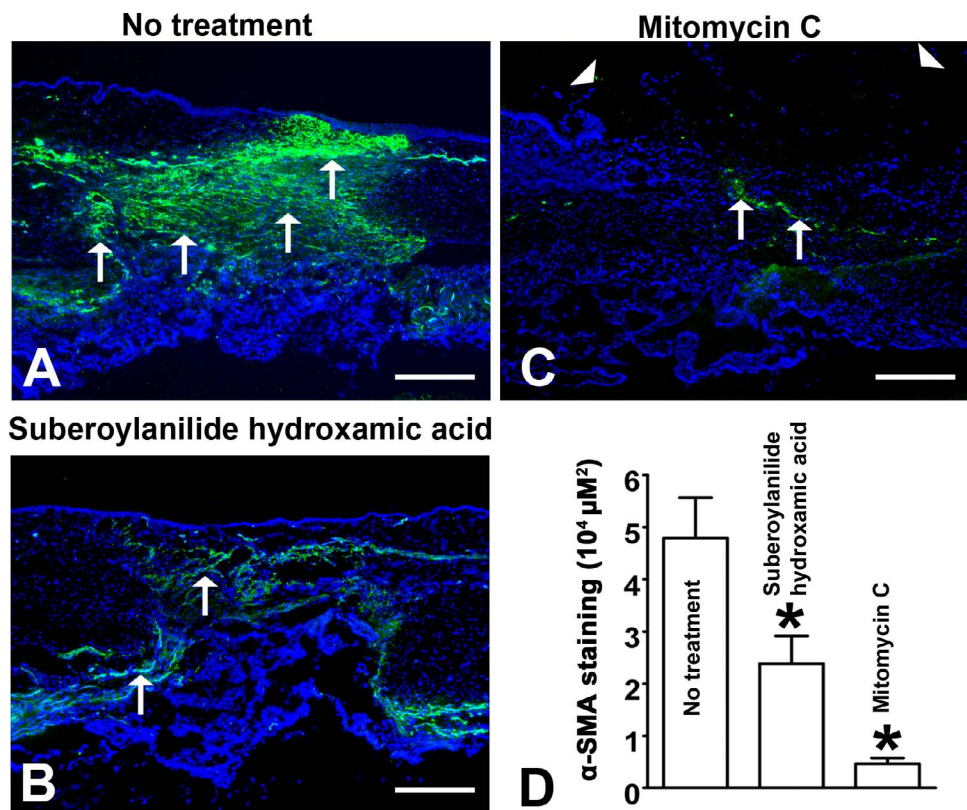 No treatment
A
Suberoylanilide hydroxamic acid
B
Mitomycin C
C
D
α-SMA staining (10⁴ µM²)
6
5
4
3
2
1
0
No treatment
Suberoylanilide
hydroxamic acid
*
Mitomycin C
*